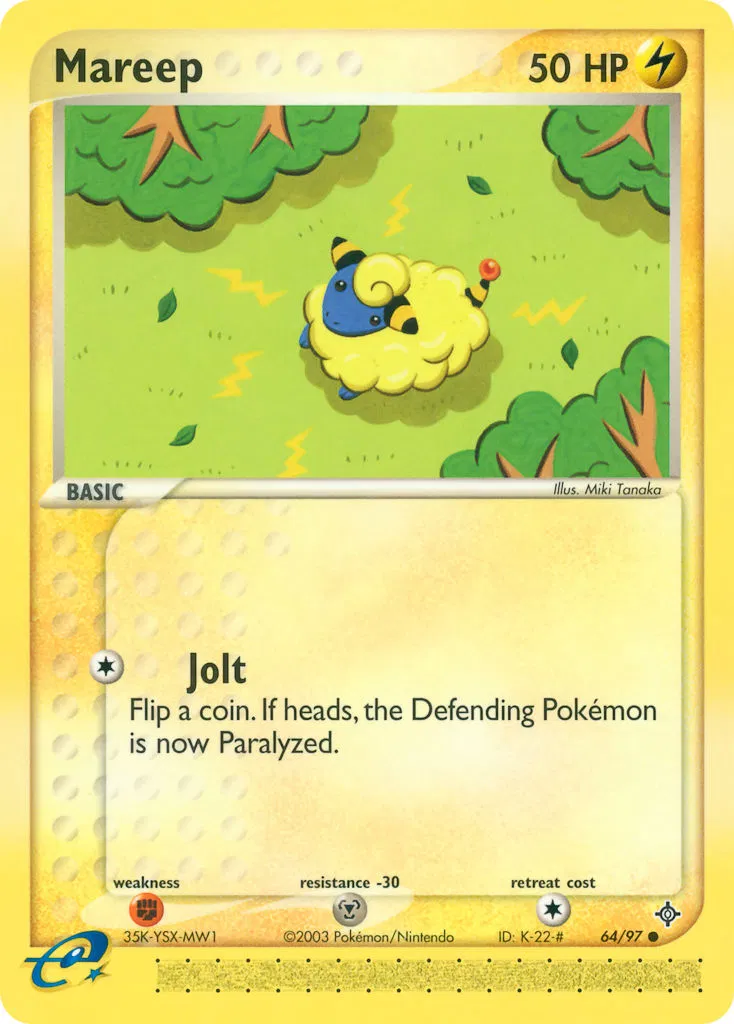 Mareep
50 HP
BASIC
Illus. Miki Tanaka
Jolt
Flip a coin. If heads, the Defending Pokémon
is now Paralyzed.
weakness
resistance -30
retreat cost
35K-YSX-MW1
©2003 Pokémon/Nintendo
ID: K-22-#
64/97
e